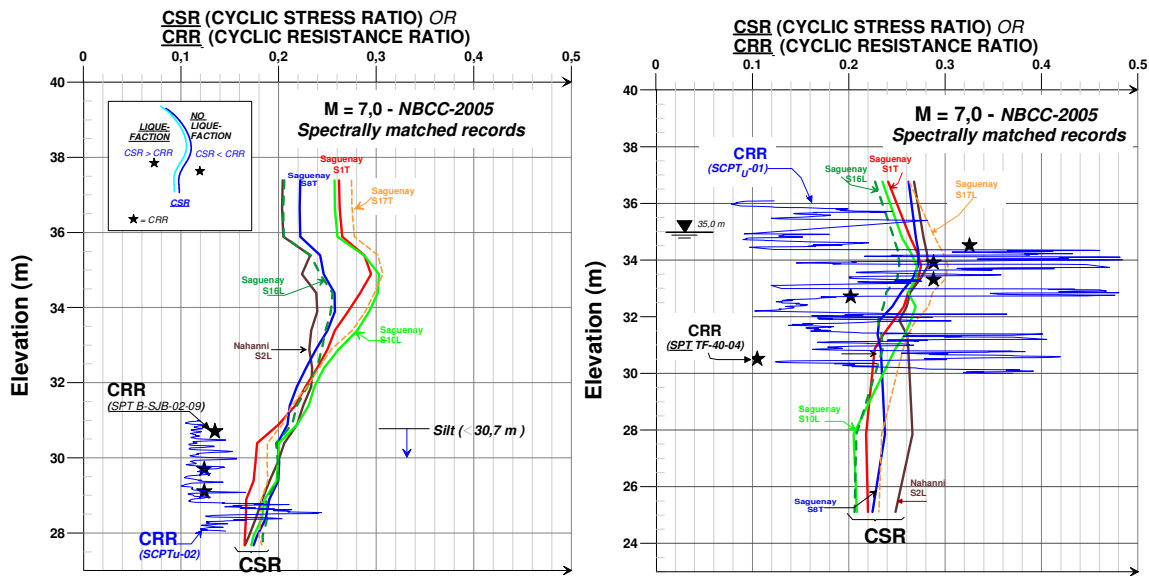 CSR (CYCLIC STRESS RATIO) OR
CRR (CYCLIC RESISTANCE RATIO)
0
0,1
0,2
0,3
0,4
0,5
40
38
36
34
32
30
28
Elevation (m)
M = 7,0 - NBCC-2005
Spectrally matched records
LIQUE-
FACTION
NO
LIQUE-
FACTION
CSR > CRR
CSR < CRR
CSR
= CRR
Saguenay
S1T
Saguenay
S8T
Saguenay
S17T
Saguenay
S16L
Saguenay
S10L
Nahanni
S2L
CRR
(SPT B-SJB-02-09)
Silt (<30,7 m)
CRR
(SCPTu-02)
CSR
CSR (CYCLIC STRESS RATIO) OR
CRR (CYCLIC RESISTANCE RATIO)
0
0.1
0.2
0.3
0.4
0.5
40
38
36
34
32
30
28
26
24
Elevation (m)
M = 7,0 - NBCC-2005
Spectrally matched records
CRR
(SCPTU-01)
Saguenay
S1T
Saguenay
S16L
Saguenay
S17L
35,0 m
CRR
(SPT TF-40-04)
Saguenay
S10L
Nahanni
S2L
Saguenay
S8T
CSR